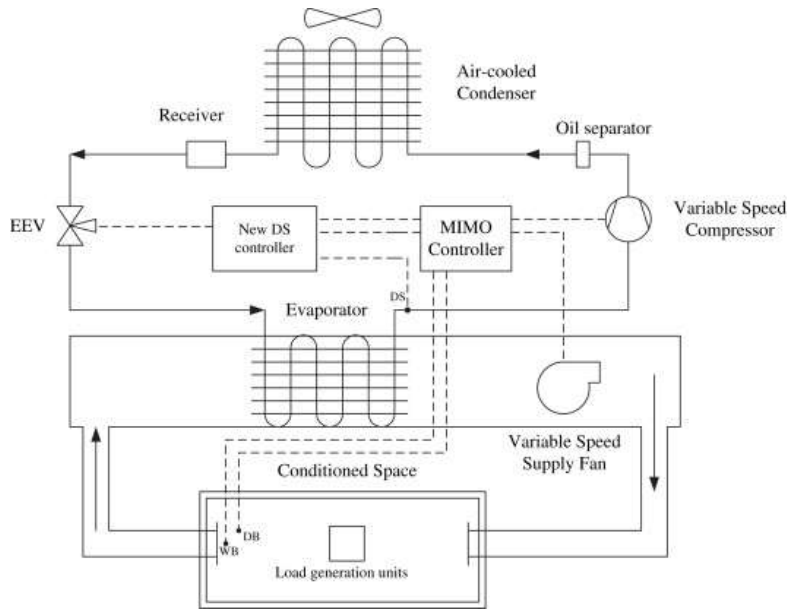 Air-cooled
Condenser
Receiver
Oil separator
EEV
New DS
controller
MIMO
Controller
Variable Speed
Compressor
DS
Evaporator
Variable Speed
Supply Fan
Conditioned Space
DB
WB
Load generation units